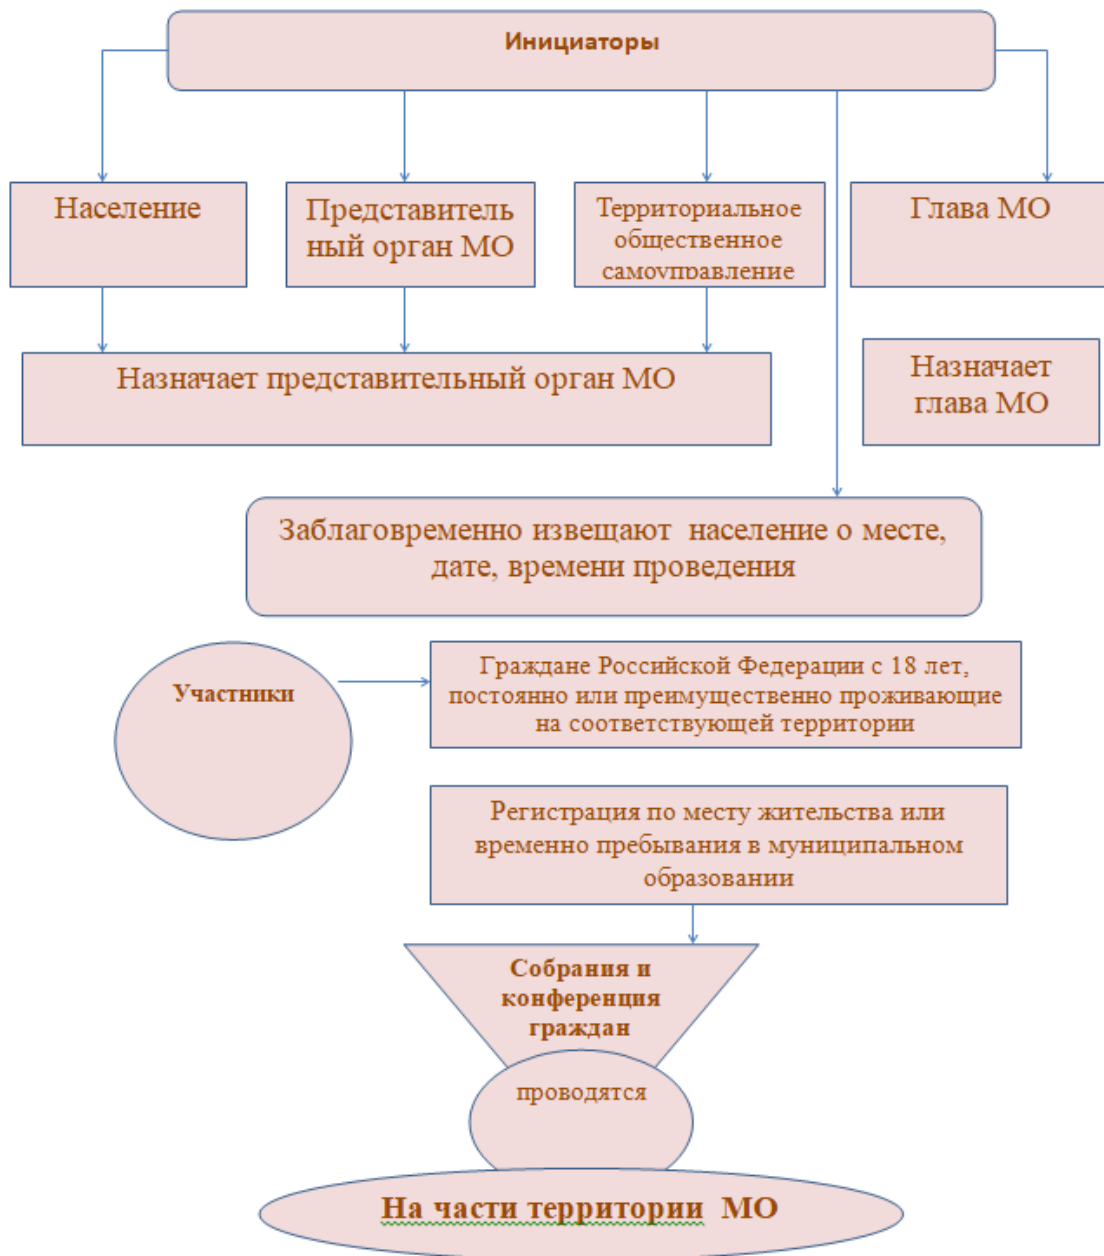 Инициаторы
Население
Представитель
ный орган МО
Территориальное
общественное
самоуправление
Глава МО
Назначает представительный орган МО
Назначает
глава МО
Заблаговременно извещают население о месте,
дате, времени проведения
Участники
Граждане Российской Федерации с 18 лет,
постоянно или преимущественно проживающие
на соответствующей территории
Регистрация по месту жительства или
временно пребывания в муниципальном
образовании
Собрания и
конференция
граждан
проводятся
На части территории МО